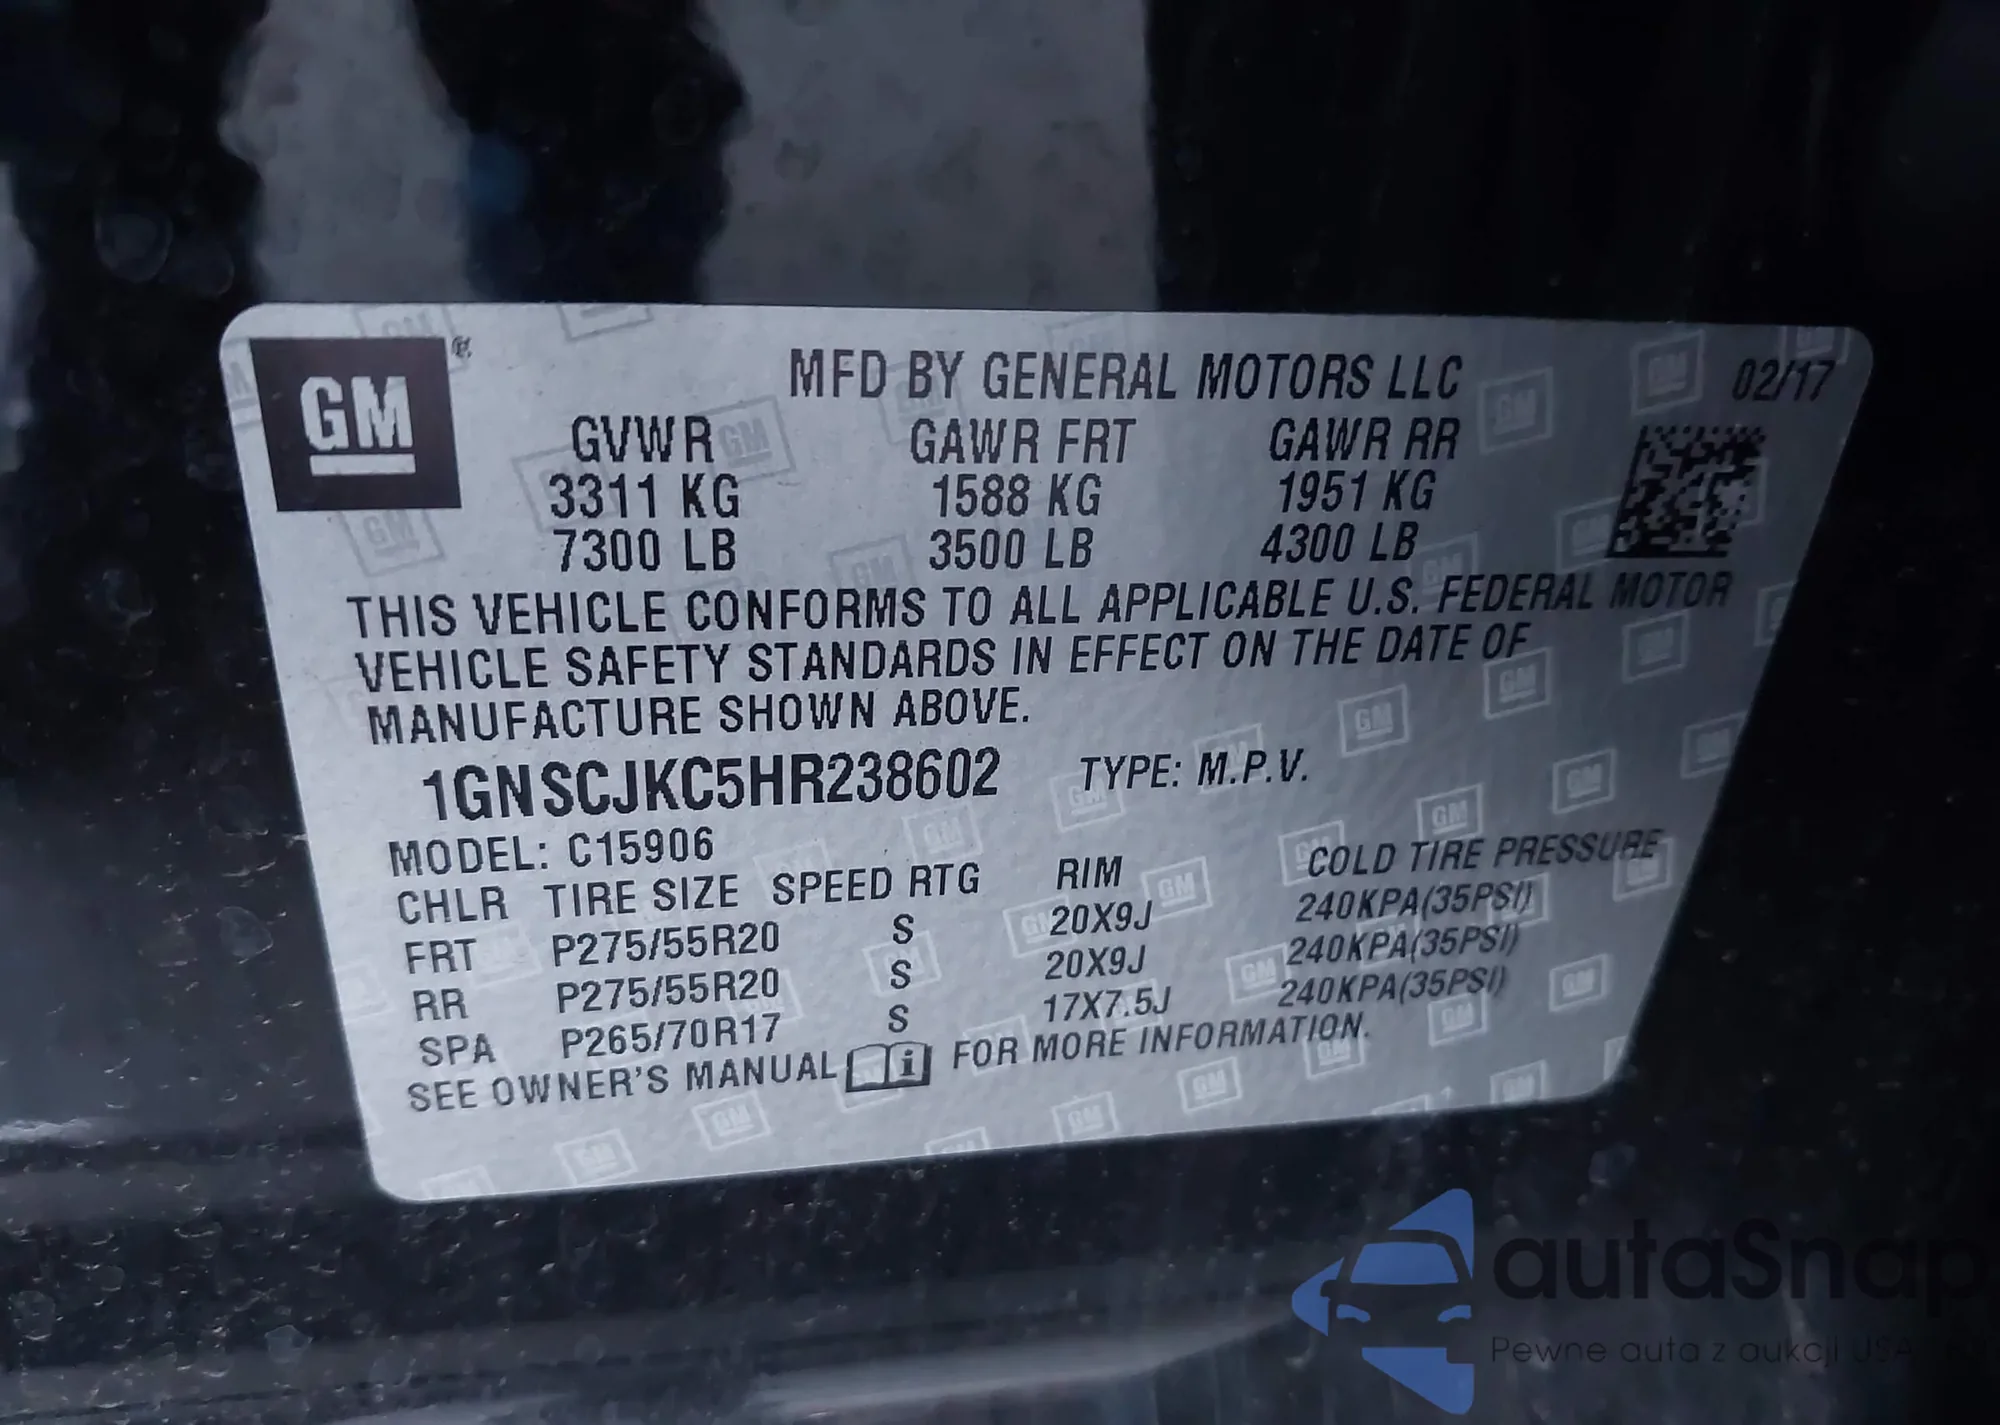 GM
MFD BY GENERAL MOTORS LLC 02/17
GVWR GAWR FRT GAWR RR
3311 KG 1588 KG 1951 KG
7300 LB 3500 LB 4300 LB
THIS VEHICLE CONFORMS TO ALL APPLICABLE U.S. FEDERAL MOTOR
VEHICLE SAFETY STANDARDS IN EFFECT ON THE DATE OF
MANUFACTURE SHOWN ABOVE.
1GNSCJKC5HR238602 TYPE: M.P.V.
MODEL: C15906
CHLR TIRE SIZE SPEED RTG RIM COLD TIRE PRESSURE
FRT P275/55R20 S 20X9J 240KPA(35PSI)
RR P275/55R20 S 20X9J 240KPA(35PSI)
SPA P265/70R17 S 17X7.5J 240KPA(35PSI)
SEE OWNER'S MANUAL i FOR MORE INFORMATION.
autaSnap
Pewne auta z aukcji USA